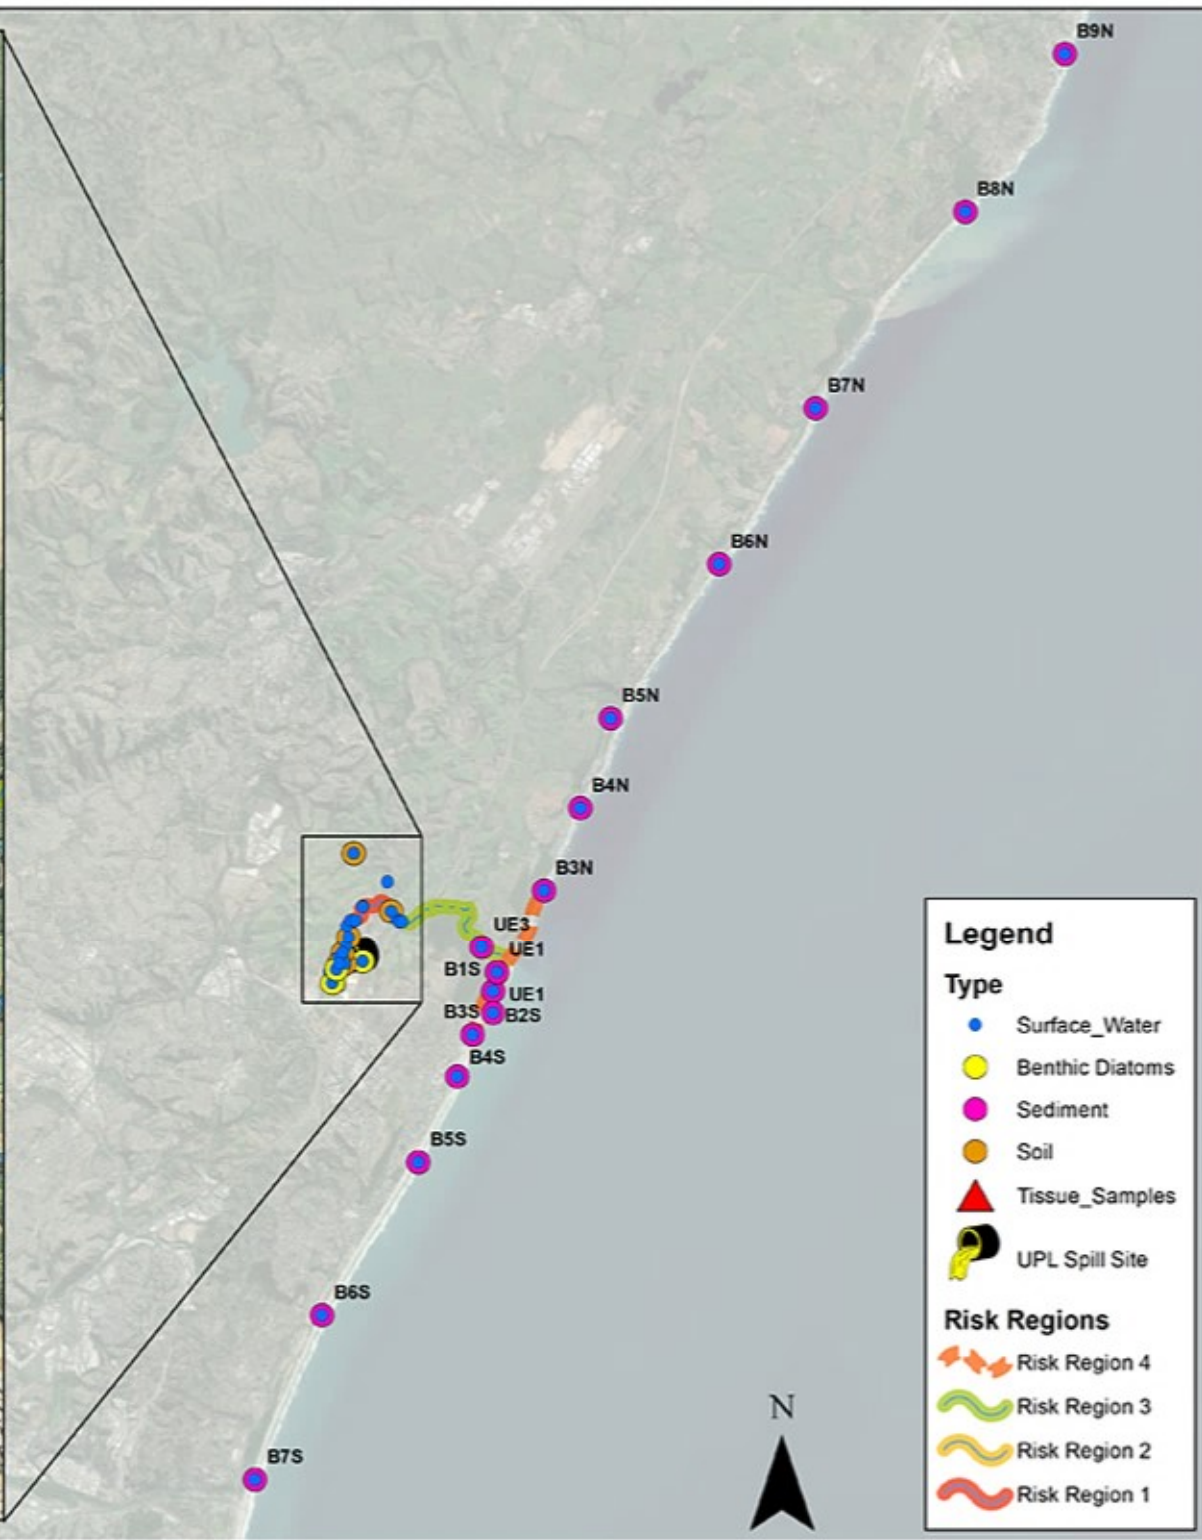 B9N
B8N
B7N
B6N
B5N
B4N
B3N
UE3
UE1
B1S
UE1
B3S
B2S
B4S
B5S
B6S
B7S
N
Legend
Type
Surface_Water
Benthic Diatoms
Sediment
Soil
Tissue_Samples
UPL Spill Site
Risk Regions
Risk Region 4
Risk Region 3
Risk Region 2
Risk Region 1